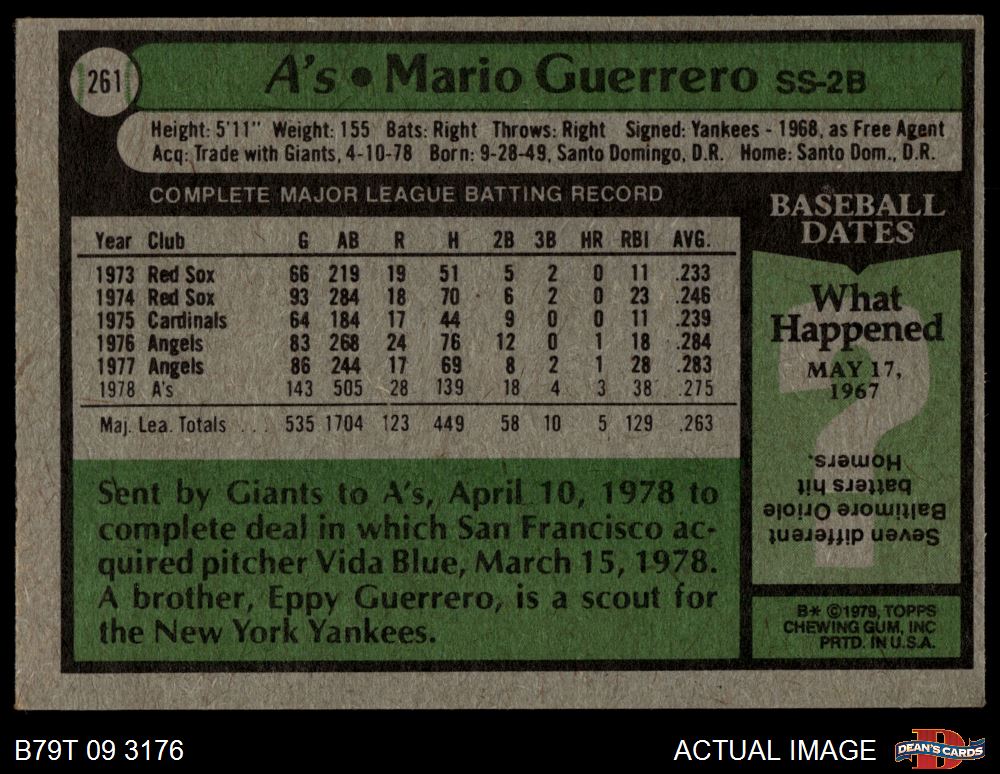 261
A's • Mario Guerrero SS-2B
Height: 5'11" Weight: 155 Bats: Right Throws: Right Signed: Yankees - 1968, as Free Agent
Acq: Trade with Giants, 4-10-78 Born: 9-28-49, Santo Domingo, D.R. Home: Santo Dom., D.R.
COMPLETE MAJOR LEAGUE BATTING RECORD
Year Club G AB R H 2B 3B HR RBI AVG.
1973 Red Sox 66 219 19 51 5 2 0 11 .233
1974 Red Sox 93 284 18 70 6 2 0 23 .246
1975 Cardinals 64 184 17 44 9 0 0 11 .239
1976 Angels 83 268 24 76 12 0 1 18 .284
1977 Angels 86 244 17 69 8 2 1 28 .283
1978 A's 143 505 28 139 18 4 3 38 .275
Maj. Lea. Totals . . . 535 1704 123 449 58 10 5 129 .263
Sent by Giants to A's, April 10, 1978 to
complete deal in which San Francisco ac-
quired pitcher Vida Blue, March 15, 1978.
A brother, Eppy Guerrero, is a scout for
the New York Yankees.
BASEBALL
DATES
What
Happened
MAY 17,
1967
?
Seven different
Baltimore Oriole
batters hit
Homers.
B* ©1979, TOPPS
CHEWING GUM, INC
PRTD. IN U.S.A.
B79T 09 3176
ACTUAL IMAGE
D
DEAN'S CARDS